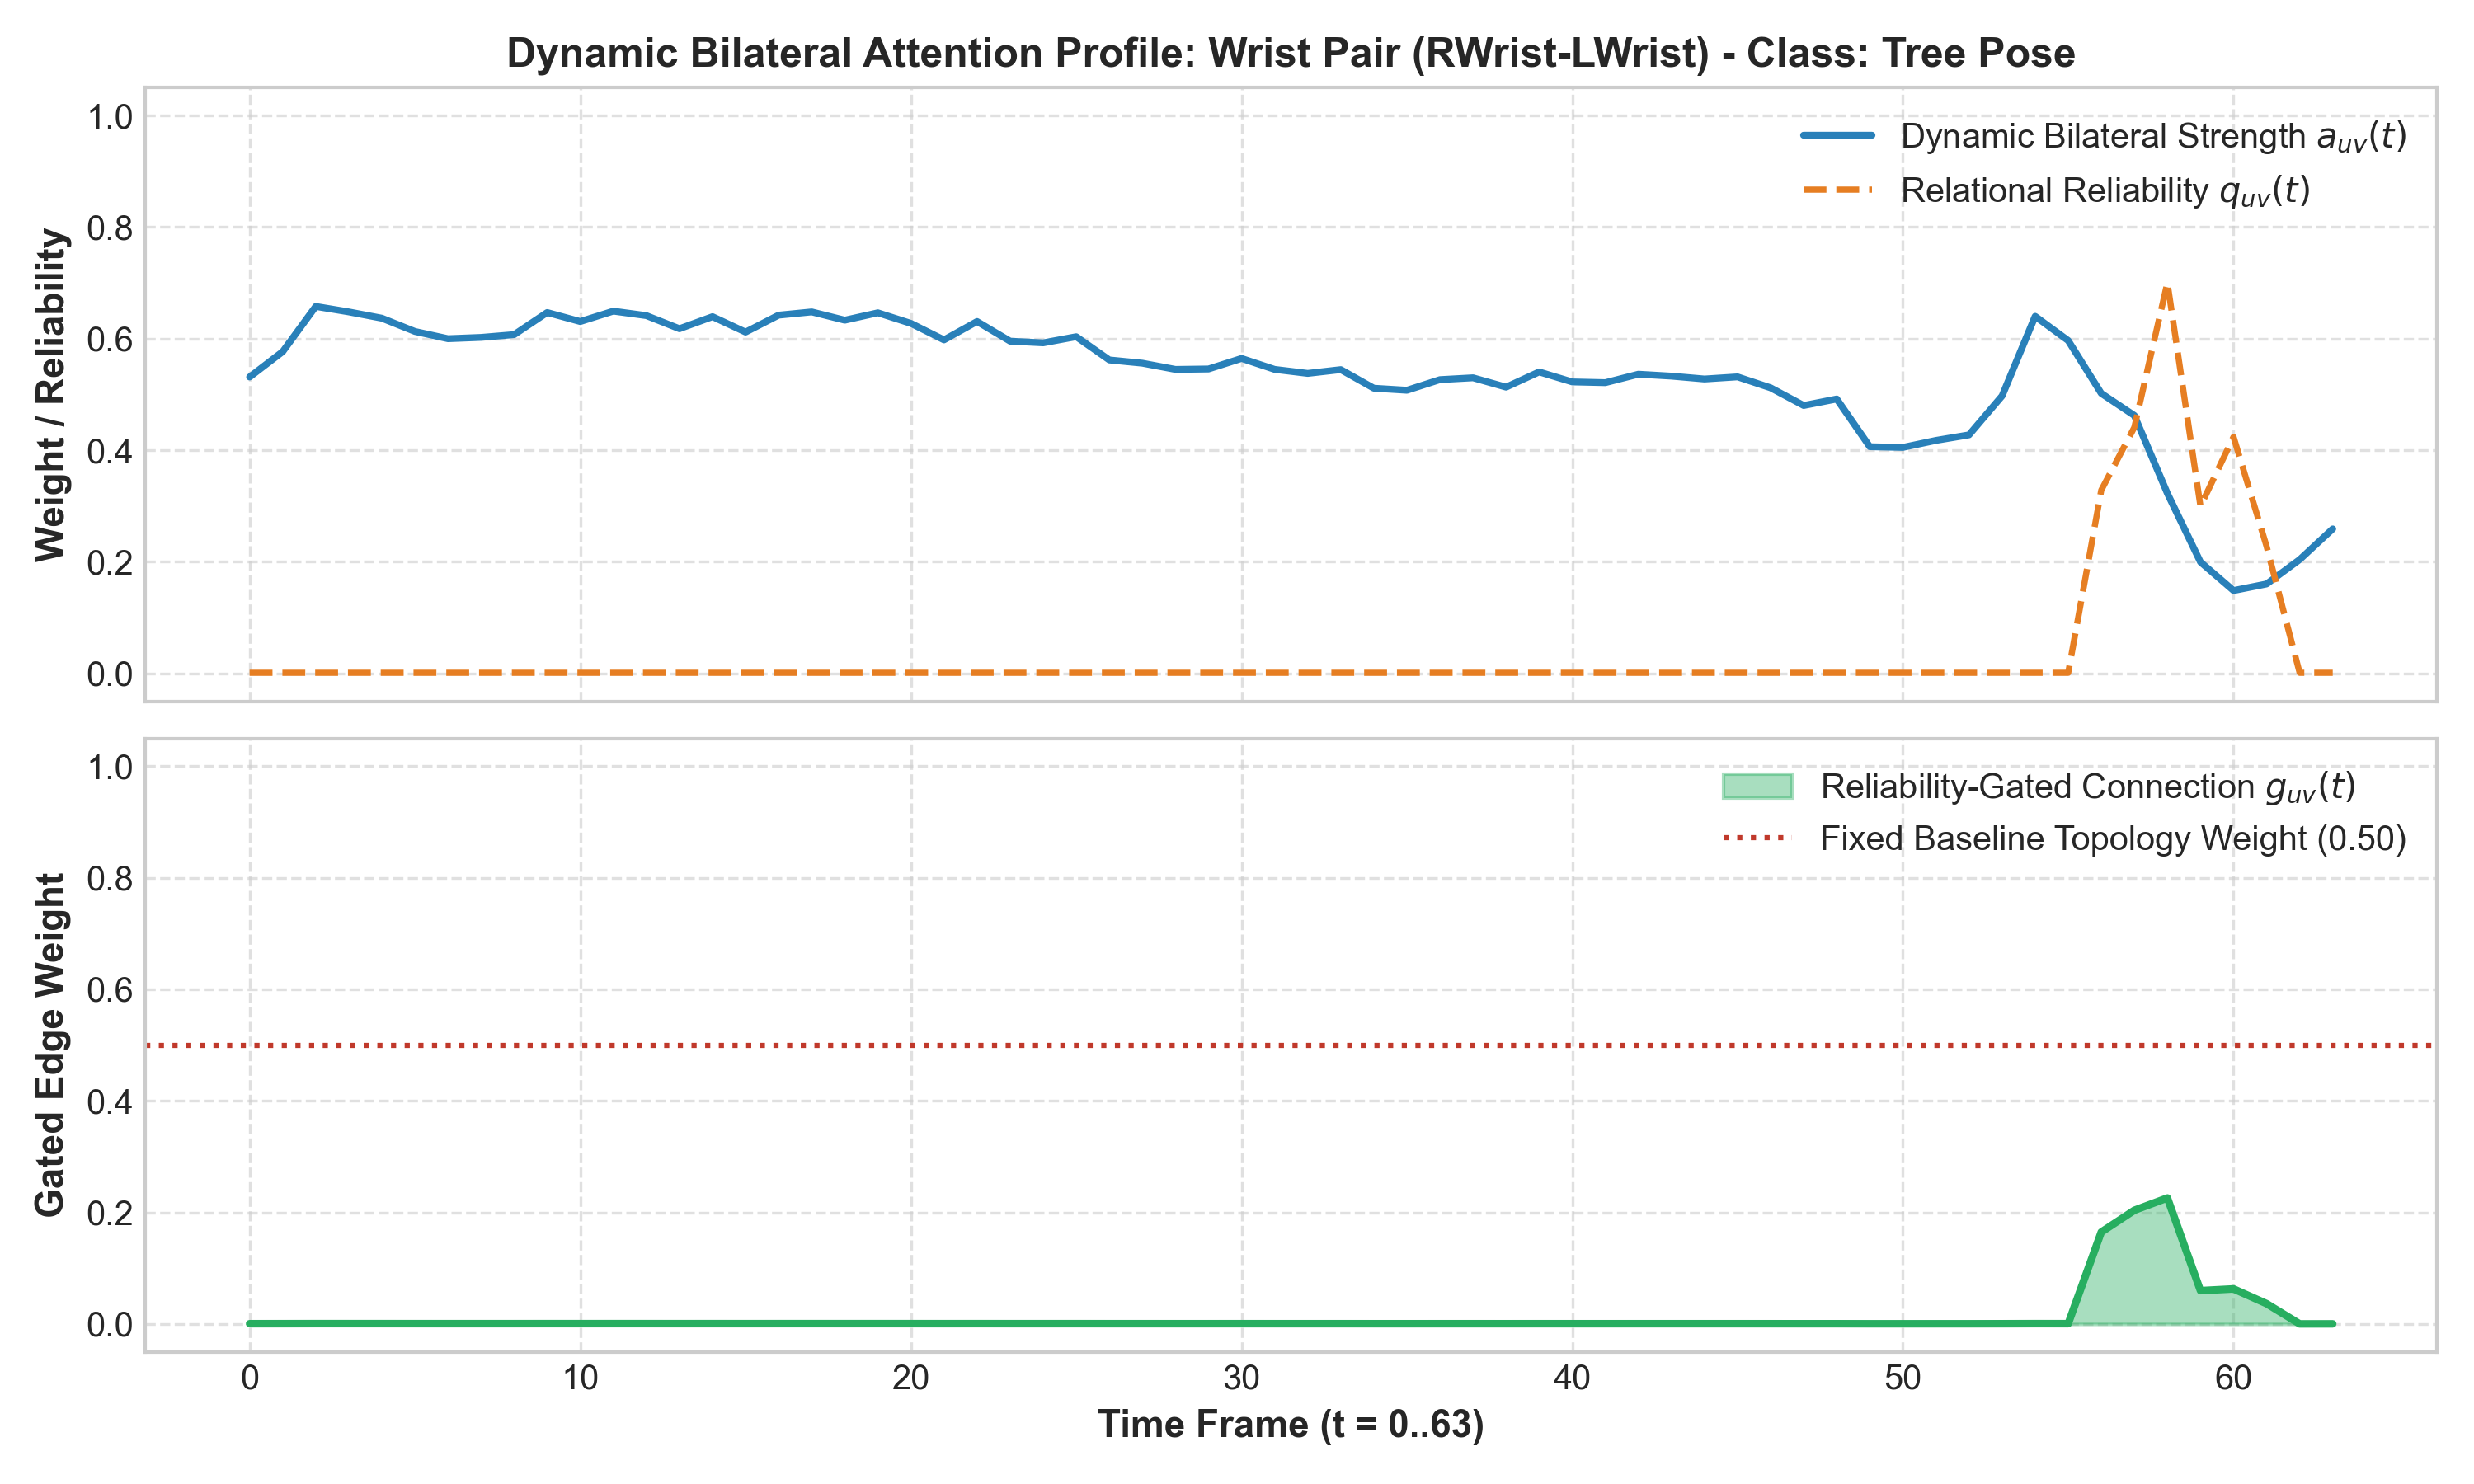 Dynamic Bilateral Attention Profile: Wrist Pair (RWrist-LWrist) - Class: Tree Pose
Weight / Reliability
1.0
0.8
0.6
0.4
0.2
0.0
Dynamic Bilateral Strength a_uv(t)
Relational Reliability q_uv(t)
Gated Edge Weight
1.0
0.8
0.6
0.4
0.2
0.0
Reliability-Gated Connection g_uv(t)
Fixed Baseline Topology Weight (0.50)
0 10 20 30 40 50 60
Time Frame (t = 0..63)